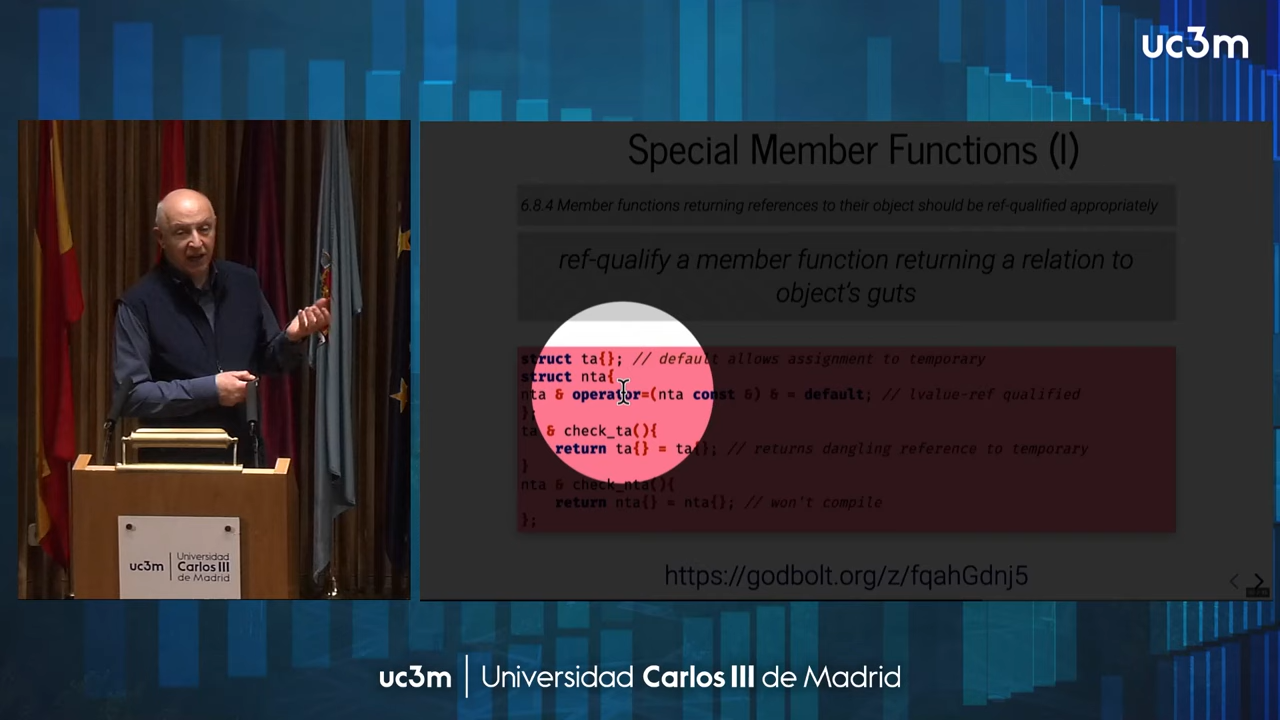 uc3m
Special Member Functions (I)
6.8.4 Member functions returning references to their object should be ref-qualified appropriately
ref-qualify a member function returning a relation to
object's guts
struct ta{}; // default allows assignment to temporary
struct nta{
nta & operator=(nta const &) & = default; // lvalue-ref qualified
};
ta & check_ta(){
return ta{} = ta{}; // returns dangling reference to temporary
}
nta & check_nta(){
return nta{} = nta{}; // won't compile
};
https://godbolt.org/z/fqahGdnj5
uc3m
Universidad
Carlos III
de Madrid
uc3m | Universidad Carlos III de Madrid